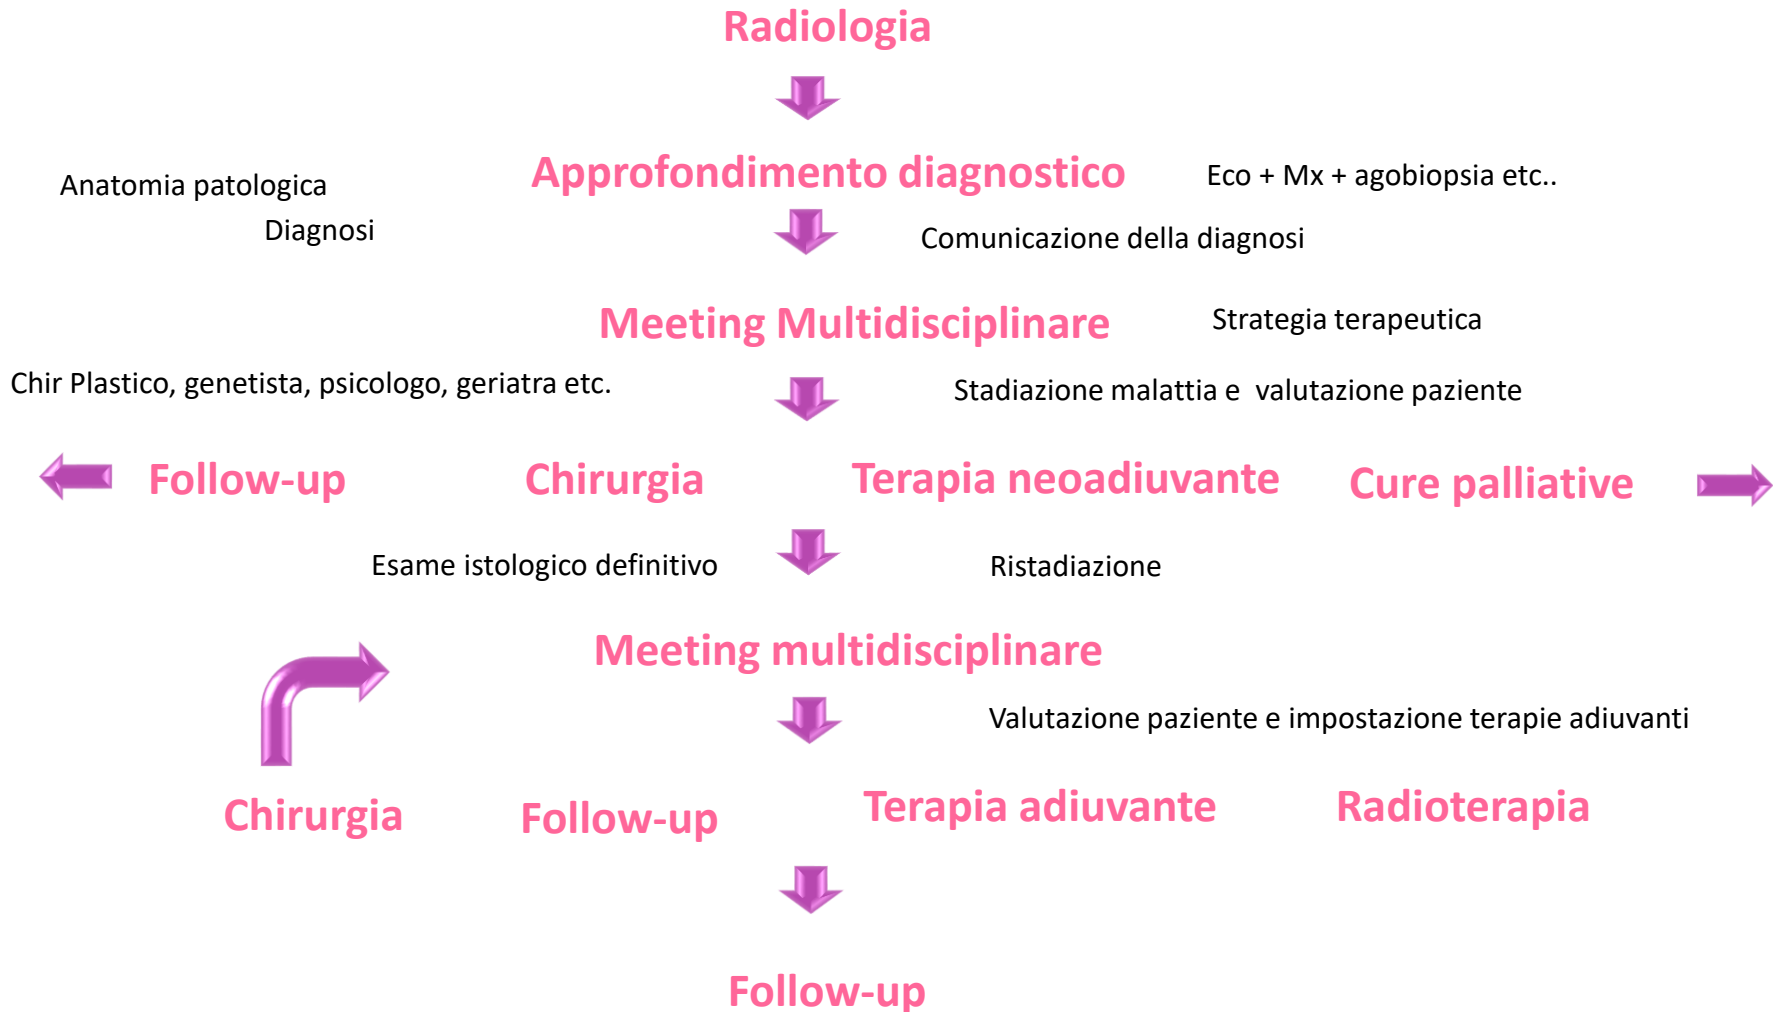 Radiologia
Anatomia patologica
Approfondimento diagnostico
Eco + Mx + agobiopsia etc..
Diagnosi
Comunicazione della diagnosi
Meeting Multidisciplinare
Strategia terapeutica
Chir Plastico, genetista, psicologo, geriatra etc.
Stadiazione malattia e valutazione paziente
Follow-up
Chirurgia
Terapia neoadiuvante
Cure palliative
Esame istologico definitivo
Ristadiazione
Meeting multidisciplinare
Valutazione paziente e impostazione terapie adiuvanti
Chirurgia
Follow-up
Terapia adiuvante
Radioterapia
Follow-up